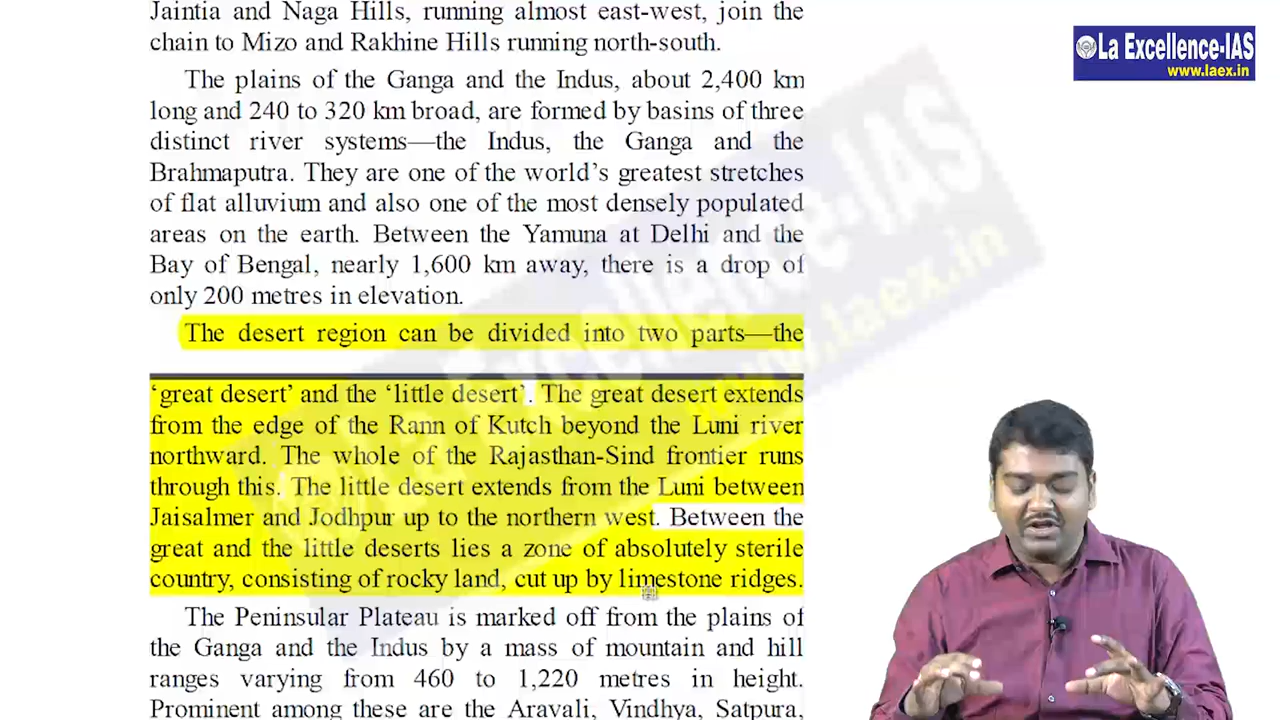 Jaintia and Naga Hills, running almost east-west, join the
chain to Mizo and Rakhine Hills running north-south.
The plains of the Ganga and the Indus, about 2,400 km
long and 240 to 320 km broad, are formed by basins of three
distinct river systems—the Indus, the Ganga and the
Brahmaputra. They are one of the world's greatest stretches
of flat alluvium and also one of the most densely populated
areas on the earth. Between the Yamuna at Delhi and the
Bay of Bengal, nearly 1,600 km away, there is a drop of
only 200 metres in elevation.
The desert region can be divided into two parts—the
‘great desert’ and the ‘little desert’. The great desert extends
from the edge of the Rann of Kutch beyond the Luni river
northward. The whole of the Rajasthan-Sind frontier runs
through this. The little desert extends from the Luni between
Jaisalmer and Jodhpur up to the northern west. Between the
great and the little deserts lies a zone of absolutely sterile
country, consisting of rocky land, cut up by limestone ridges.
The Peninsular Plateau is marked off from the plains of
the Ganga and the Indus by a mass of mountain and hill
ranges varying from 460 to 1,220 metres in height.
Prominent among these are the Aravali, Vindhya, Satpura,
La Excellence-IAS
www.laex.in
La Excellence-IAS
www.laex.in